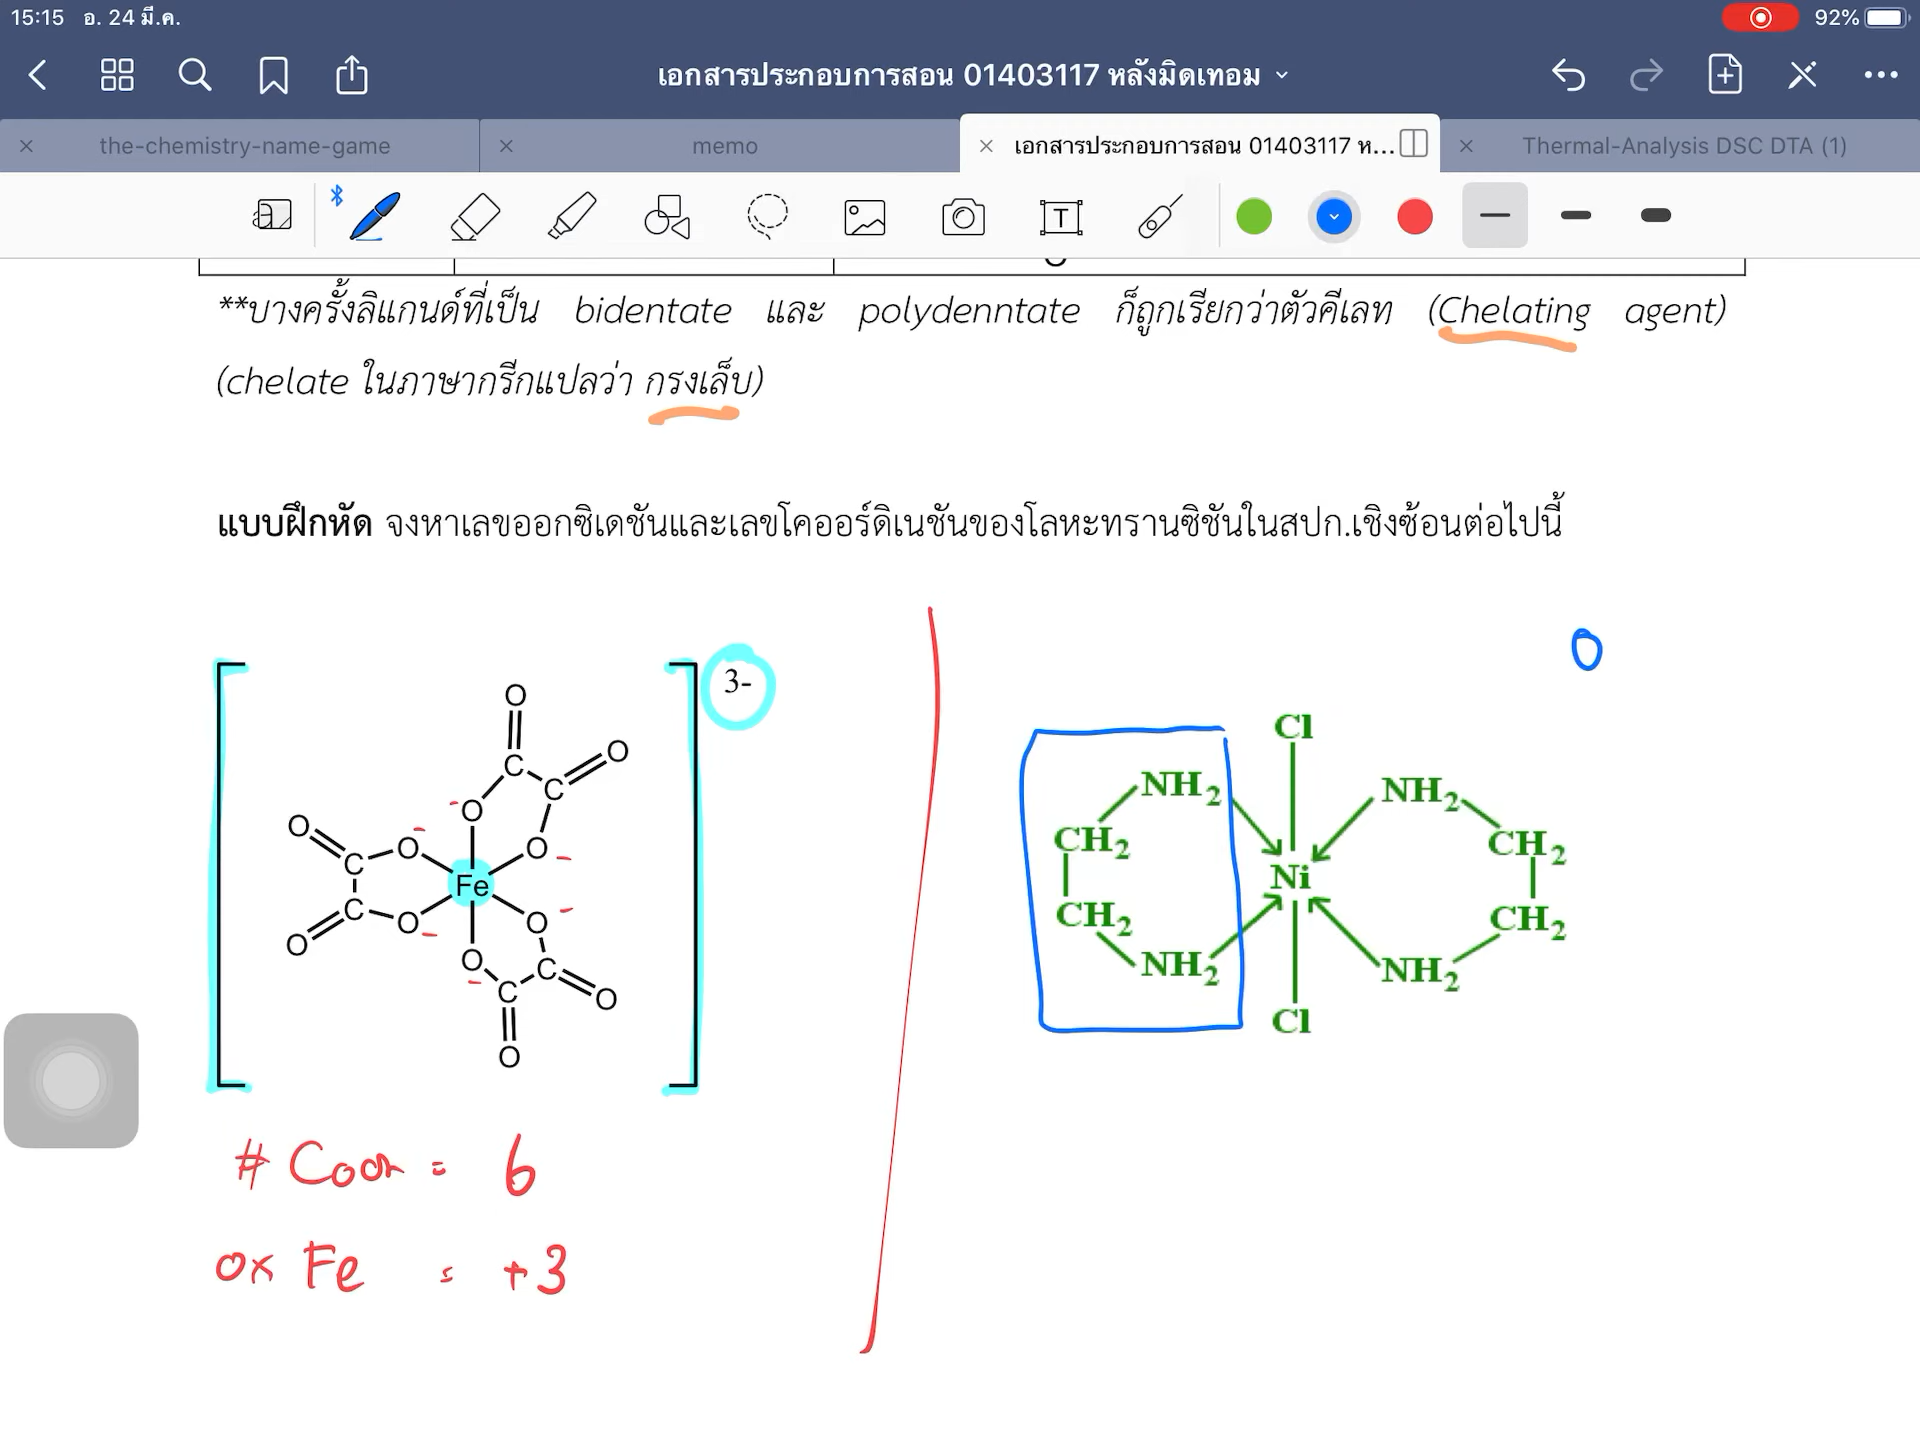 15:15 อ. 24 มี.ค. 92%
เอกสารประกอบการสอน 01403117 หลังมิดเทอม
the-chemistry-name-game memo เอกสารประกอบการสอน 01403117 ห... Thermal-Analysis DSC DTA (1)
T
**บางครั้งลิแกนด์ที่เป็น bidentate และ polydenntate ก็ถูกเรียกว่าตัวคีเลท (Chelating agent)
(chelate ในภาษากรีกแปลว่า กรงเล็บ)
แบบฝึกหัด จงหาเลขออกซิเดชันและเลขโคออร์ดิเนชันของโลหะทรานซิชันในสปก.เชิงซ้อนต่อไปนี้
3-
O
O
C
C
O
O
O
O
C
Fe
C
O
O
O
O
C
C
O
O
# Coor = 6
ox Fe = +3
0
Cl
NH2 NH2
CH2 CH2
Ni
CH2 CH2
NH2 NH2
Cl